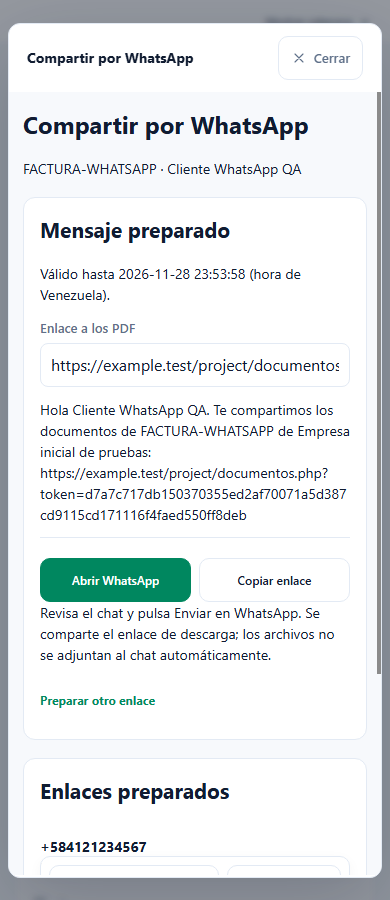 Compartir por WhatsApp
Cerrar
Compartir por WhatsApp
FACTURA-WHATSAPP · Cliente WhatsApp QA
Mensaje preparado
Válido hasta 2026-11-28 23:53:58 (hora de
Venezuela).
Enlace a los PDF
https://example.test/project/documentos
Hola Cliente WhatsApp QA. Te compartimos los
documentos de FACTURA-WHATSAPP de Empresa
inicial de pruebas:
https://example.test/project/documentos.php?
token=d7a7c717db150370355ed2af70071a5d387
cd9115cd171116f4faed550ff8deb
Abrir WhatsApp
Copiar enlace
Revisa el chat y pulsa Enviar en WhatsApp. Se
comparte el enlace de descarga; los archivos no
se adjuntan al chat automáticamente.
Preparar otro enlace
Enlaces preparados
+584121234567